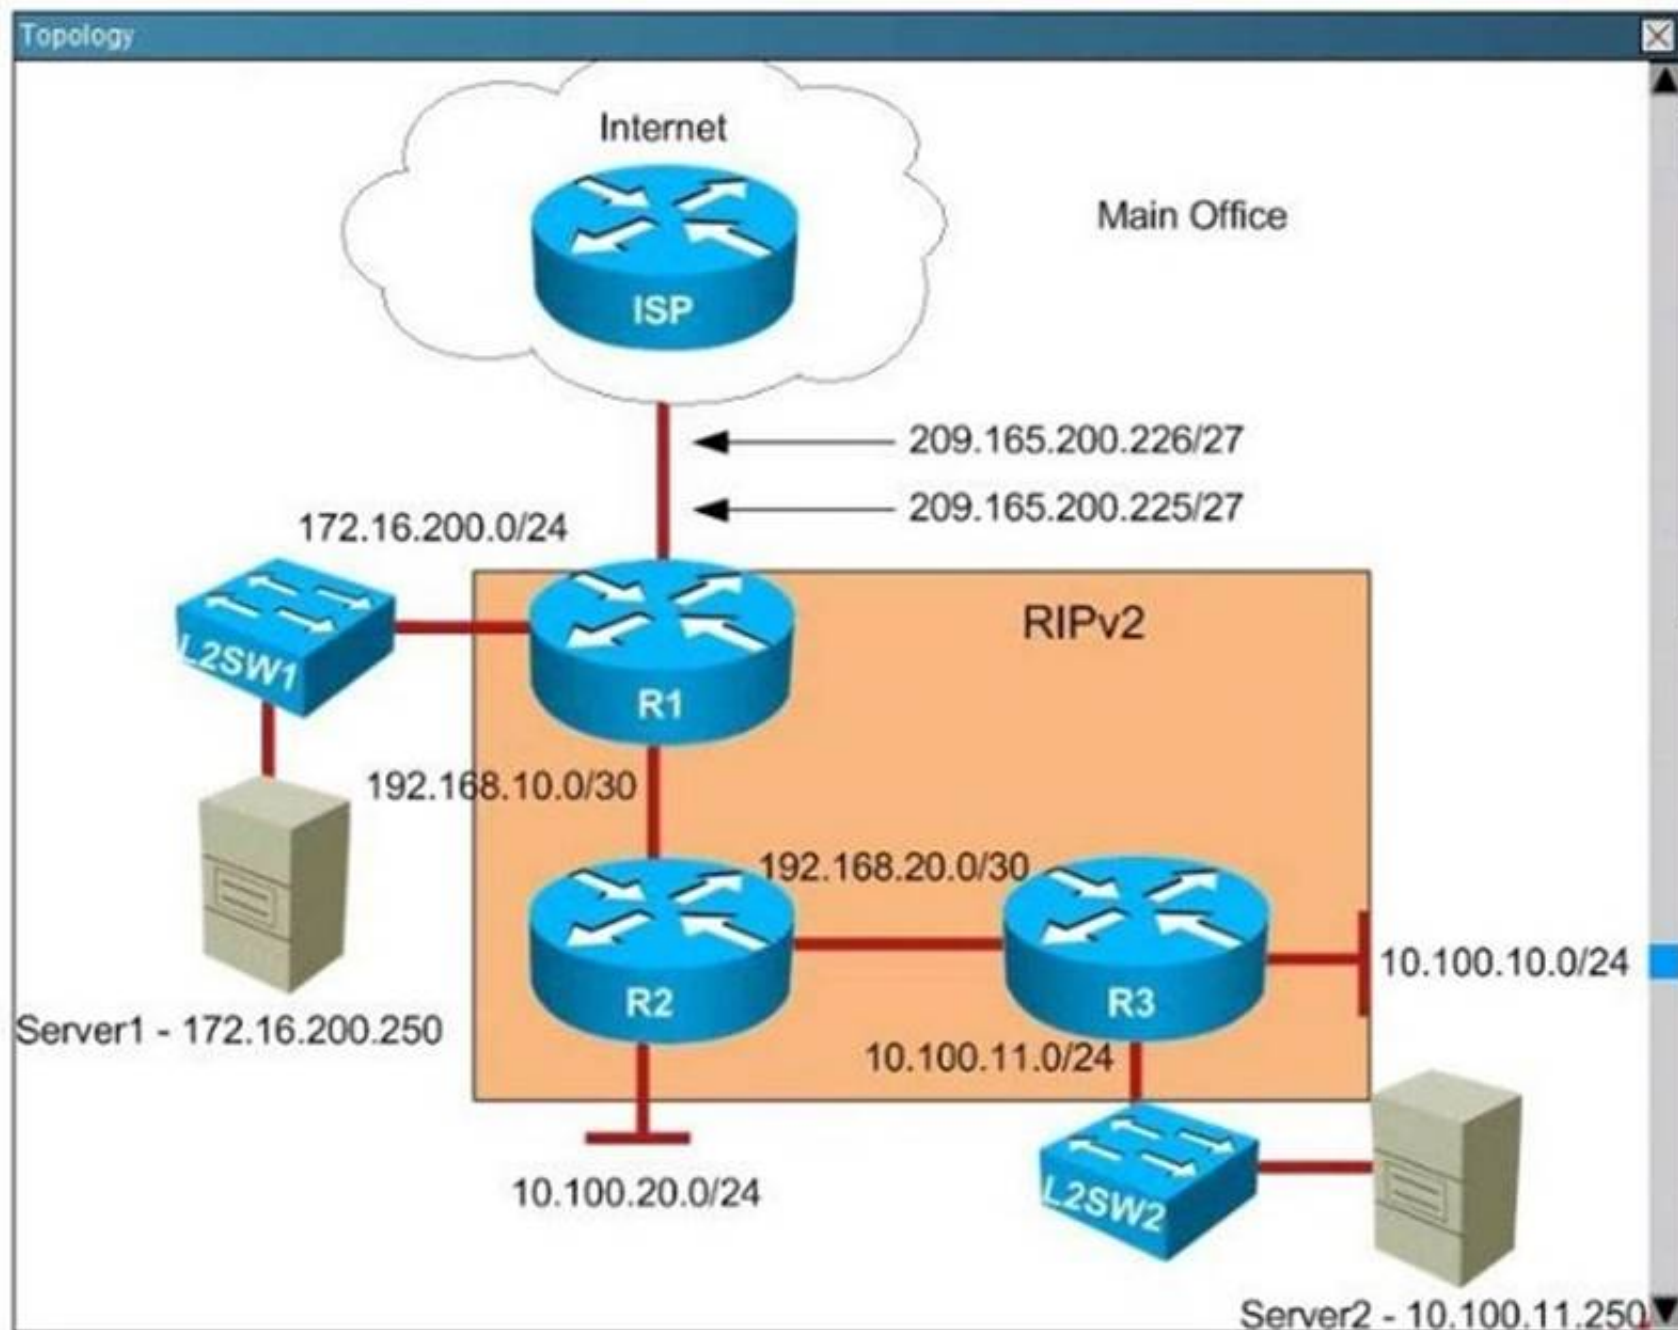 Topology
Internet
Main Office
ISP
209.165.200.226/27
209.165.200.225/27
172.16.200.0/24
RIPv2
L2SW1
R1
192.168.10.0/30
192.168.20.0/30
10.100.10.0/24
R2
R3
Server1 - 172.16.200.250
10.100.11.0/24
10.100.20.0/24
L2SW2
Server2 - 10.100.11.250